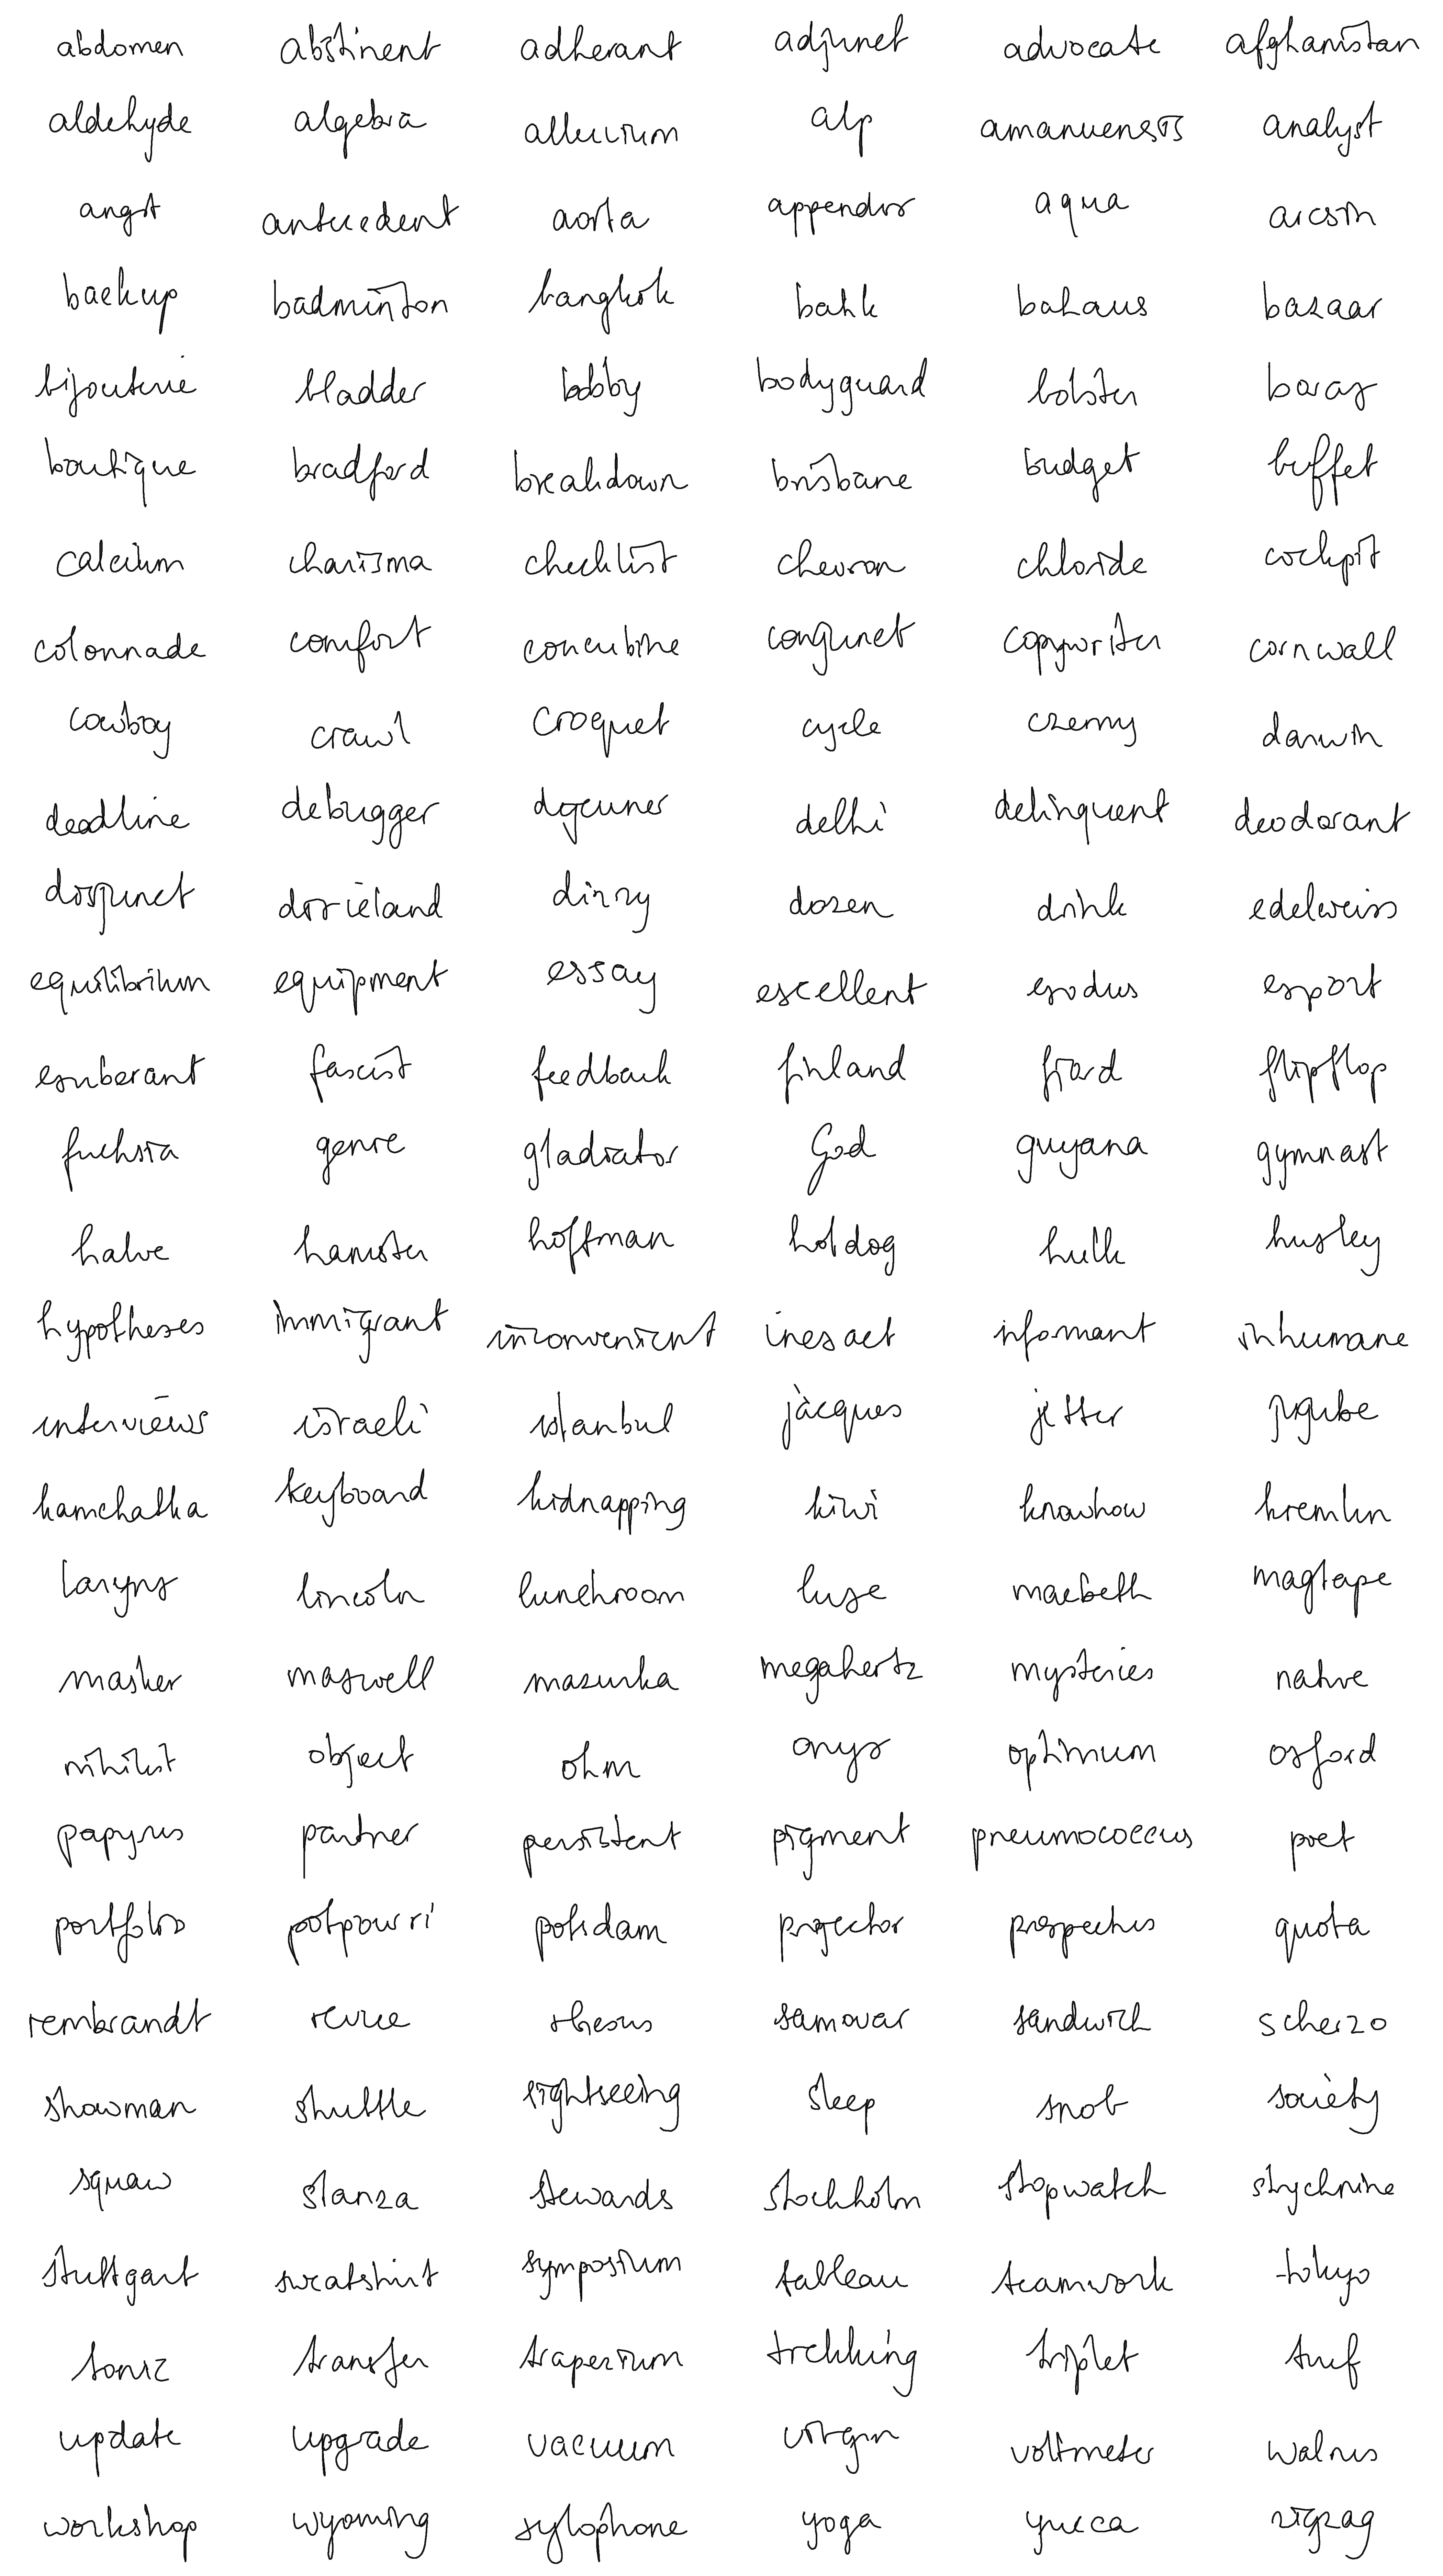 abdomen abstinent adherant adjunct advocate afghanistan
aldehyde algebra alluvium alp amanuensis analyst
angst antecedent aorta appendix aqua arcsin
backup badminton bangkok bahk bahaus bazaar
bijouterie bladder bobby bodyguard bolster borax
boutique bradford breakdown brisbane budget buffet
calcium charisma checklist chevron chloride cockpit
colonnade comfort concubine conjunct copywriter cornwall
cowboy crawl croquet cycle czerny darwin
deadline debugger dejeuner delhi delinquent deodorant
disjunct dixieland dizzy dozen drink edelweiss
equilibrium equipment essay excellent exodus export
exuberant fascist feedback finland fjord flipflop
fuchsia genre gladiator God guyana gymnast
halve hamster hoffman hotdog hulk huxley
hypotheses immigrant inconvenient inexact informant inhumane
interviews israeli istanbul jacques jitter jujube
kamchatka keyboard kidnapping kiwi knowhow kremlin
larynx lincoln lunchroom luxe macbeth magtape
masker maxwell mazurka megahertz mysteries native
nihilist object ohm onyx optimum oxford
papyrus partner persistent pigment pneumococcus poet
portfolio potpourri potsdam projector prospectus quota
rembrandt revue rhesus samovar sandwich scherzo
showman shuttle sightseeing sleep snob society
squaw stanza stewards stockholm stopwatch strychnine
stuttgart sweatshirt symposium tableau teamwork tokyo
toniz transfer trapezium trekking triplet turf
update upgrade vacuum virgin voltmeter walrus
workshop wyoming xylophone yoga yucca zigzag